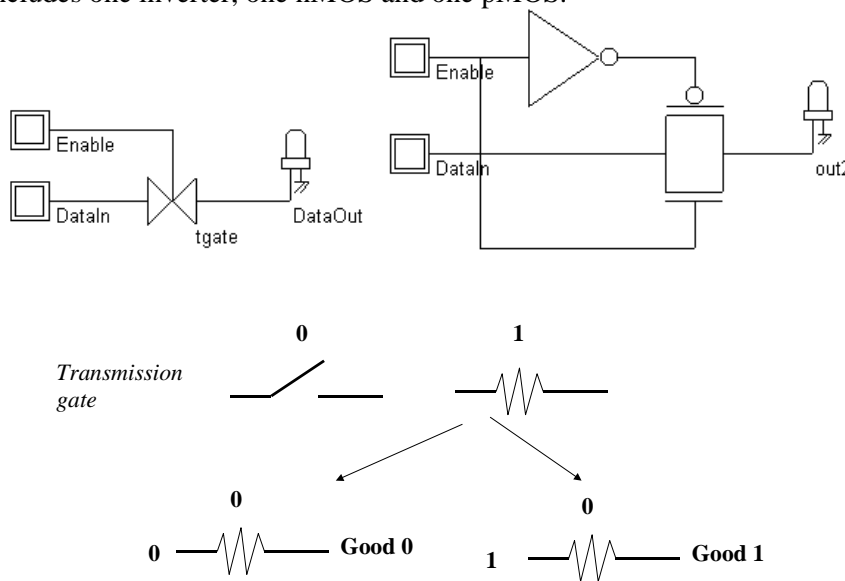 includes one inverter, one nMOS and one pMOS.
Enable
DataIn
tgate
DataOut
Enable
DataIn
out2
0
1
Transmission
gate
0
0
Good 0
0
1
Good 1